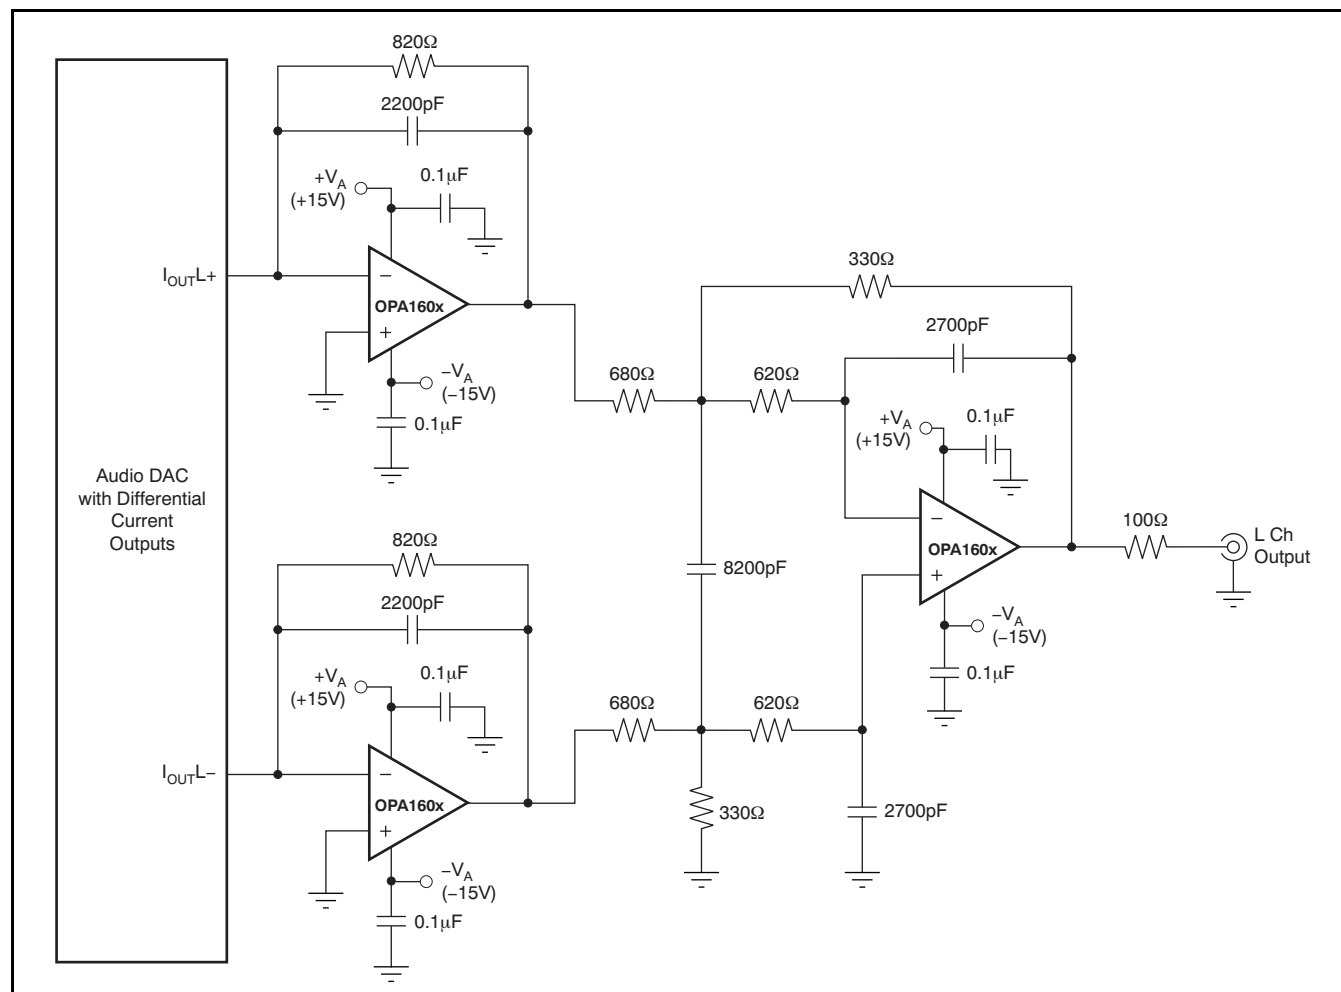 820Ω
2200pF
+VA
(+15V)
0.1µF
IOUTL+
−
OPA160x
+
−VA
(−15V)
0.1µF
330Ω
2700pF
680Ω
620Ω
+VA
(+15V)
0.1µF
Audio DAC
with Differential
Current
Outputs
−
OPA160x
+
100Ω
L Ch
Output
820Ω
8200pF
2200pF
−VA
(−15V)
0.1µF
+VA
(+15V)
0.1µF
680Ω
620Ω
IOUTL−
−
OPA160x
+
330Ω
2700pF
−VA
(−15V)
0.1µF